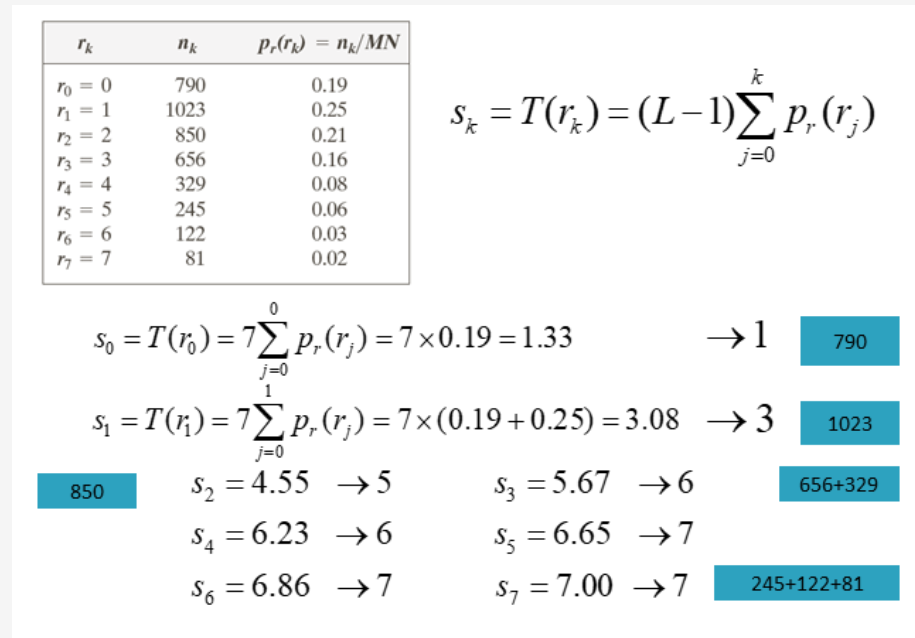 r_k n_k p_r(r_k) = n_k/MN
r_0 = 0 790 0.19
r_1 = 1 1023 0.25
r_2 = 2 850 0.21
r_3 = 3 656 0.16
r_4 = 4 329 0.08
r_5 = 5 245 0.06
r_6 = 6 122 0.03
r_7 = 7 81 0.02
s_k = T(r_k) = (L−1)∑_{j=0}^{k} p_r(r_j)
s_0 = T(r_0) = 7∑_{j=0}^{0} p_r(r_j) = 7×0.19 = 1.33 → 1 790
s_1 = T(r_1) = 7∑_{j=0}^{1} p_r(r_j) = 7×(0.19+0.25) = 3.08 → 3 1023
850 s_2 = 4.55 → 5 s_3 = 5.67 → 6 656+329
s_4 = 6.23 → 6 s_5 = 6.65 → 7
s_6 = 6.86 → 7 s_7 = 7.00 → 7 245+122+81